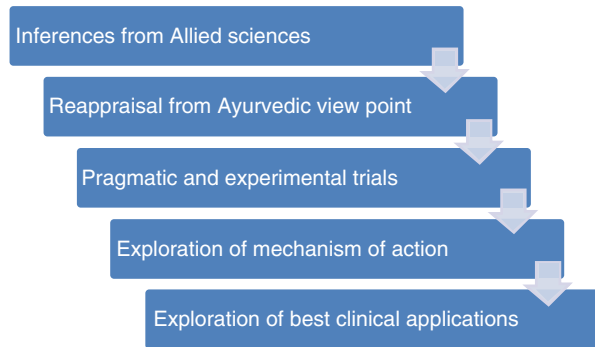 Inferences from Allied sciences
Reappraisal from Ayurvedic view point
Pragmatic and experimental trials
Exploration of mechanism of action
Exploration of best clinical applications